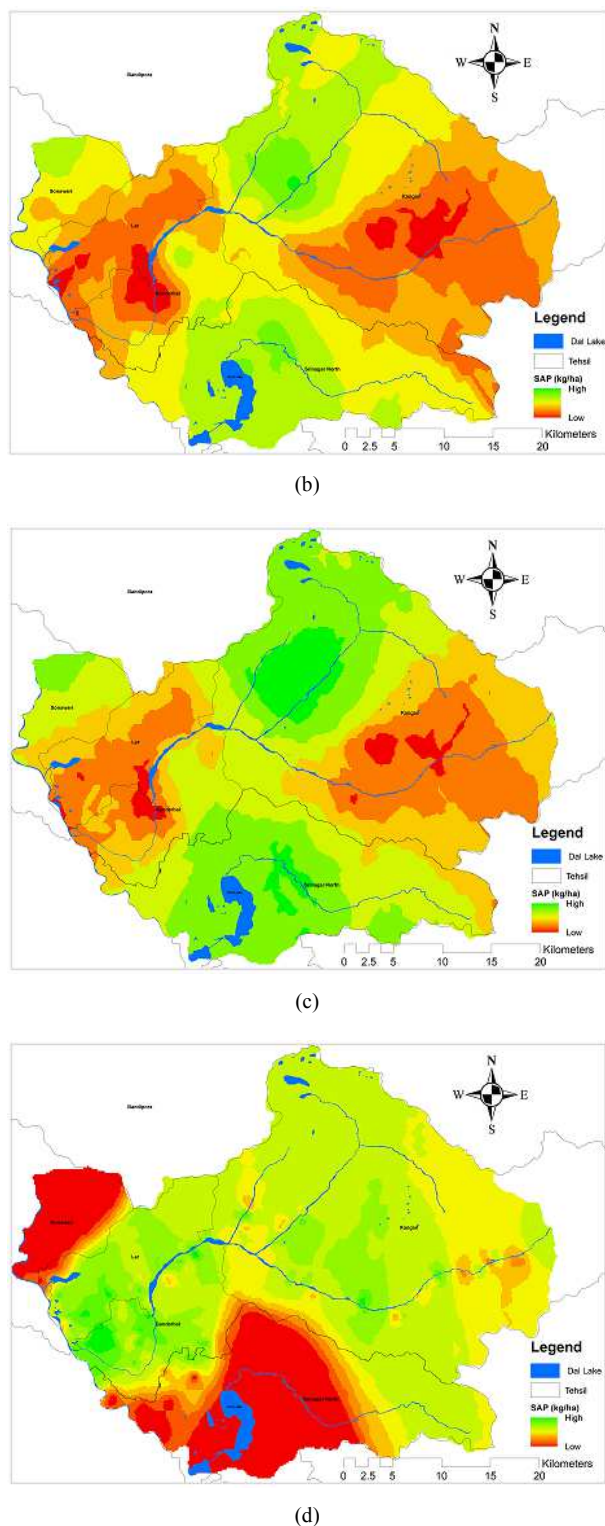 N
W E
S
Bandipora
Sonawari
Lar
Kangan
Ganderbal
Srinagar North
Legend
Dal Lake
Tehsil
SAP (kg/ha)
High
Low
Kilometers
0 2.5 5 10 15 20
(b)
N
W E
S
Bandipora
Sonawari
Lar
Kangan
Ganderbal
Srinagar North
Legend
Dal Lake
Tehsil
SAP (kg/ha)
High
Low
Kilometers
0 2.5 5 10 15 20
(c)
N
W E
S
Bandipora
Sonawari
Lar
Kangan
Ganderbal
Srinagar North
Legend
Dal Lake
Tehsil
SAP (kg/ha)
High
Low
Kilometers
0 2.5 5 10 15 20
(d)